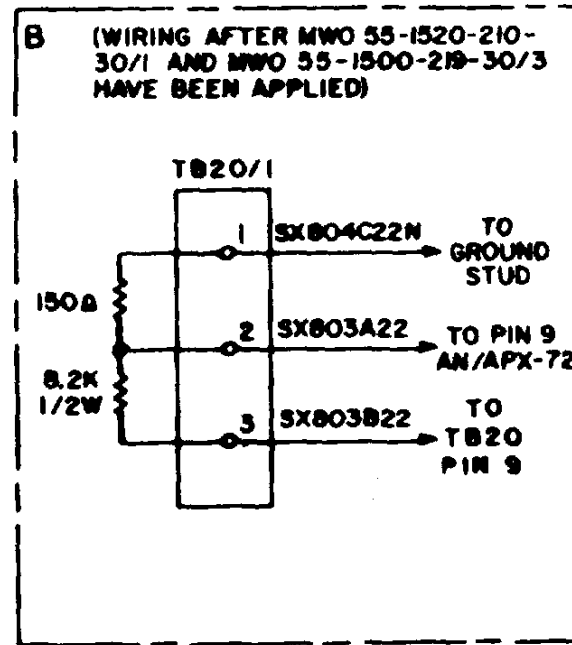 B (WIRING AFTER MWO 55-1520-210-
30/1 AND MWO 55-1500-219-30/3
HAVE BEEN APPLIED)
TB20/1
1 SX804C22N TO
GROUND
STUD
150Ω
2 SX803A22 TO PIN 9
AN/APX-72
8.2K
1/2W
3 SX803B22 TO
TB20
PIN 9